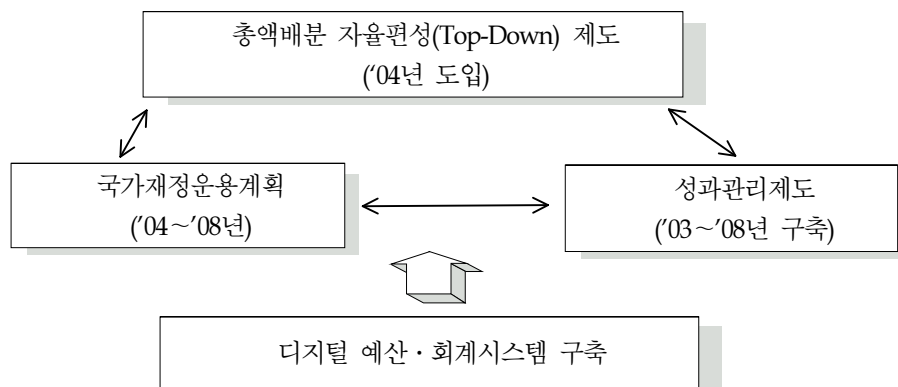 총액배분 자율편성(Top-Down) 제도
(‘04년 도입)
국가재정운용계획
(’04～’08년)
성과관리제도
(’03～’08년 구축)
디지털 예산·회계시스템 구축